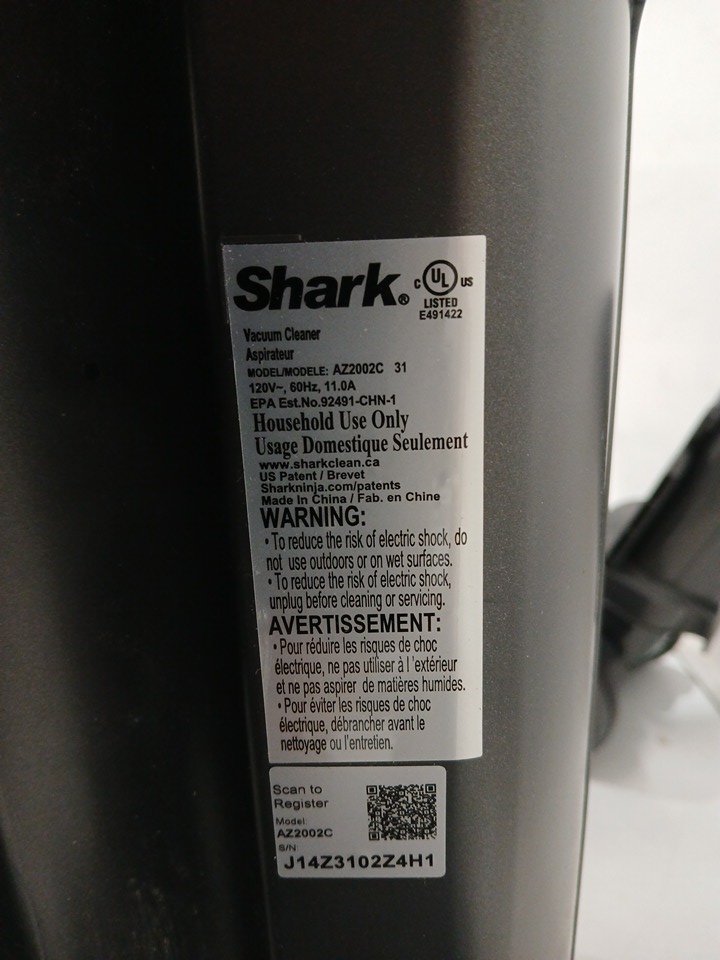 Shark®
C UL US
LISTED
E491422
Vacuum Cleaner
Aspirateur
MODEL/MODELE: AZ2002C 31
120V~, 60Hz, 11.0A
EPA Est.No.92491-CHN-1
Household Use Only
Usage Domestique Seulement
www.sharkclean.ca
US Patent / Brevet
Sharkninja.com/patents
Made In China / Fab. en Chine
WARNING:
• To reduce the risk of electric shock, do
not use outdoors or on wet surfaces.
• To reduce the risk of electric shock,
unplug before cleaning or servicing.
AVERTISSEMENT:
• Pour réduire les risques de choc
électrique, ne pas utiliser à l 'extérieur
et ne pas aspirer de matières humides.
• Pour éviter les risques de choc
électrique, débrancher avant le
nettoyage ou l'entretien.
Scan to
Register
Model:
AZ2002C
S/N:
J14Z3102Z4H1